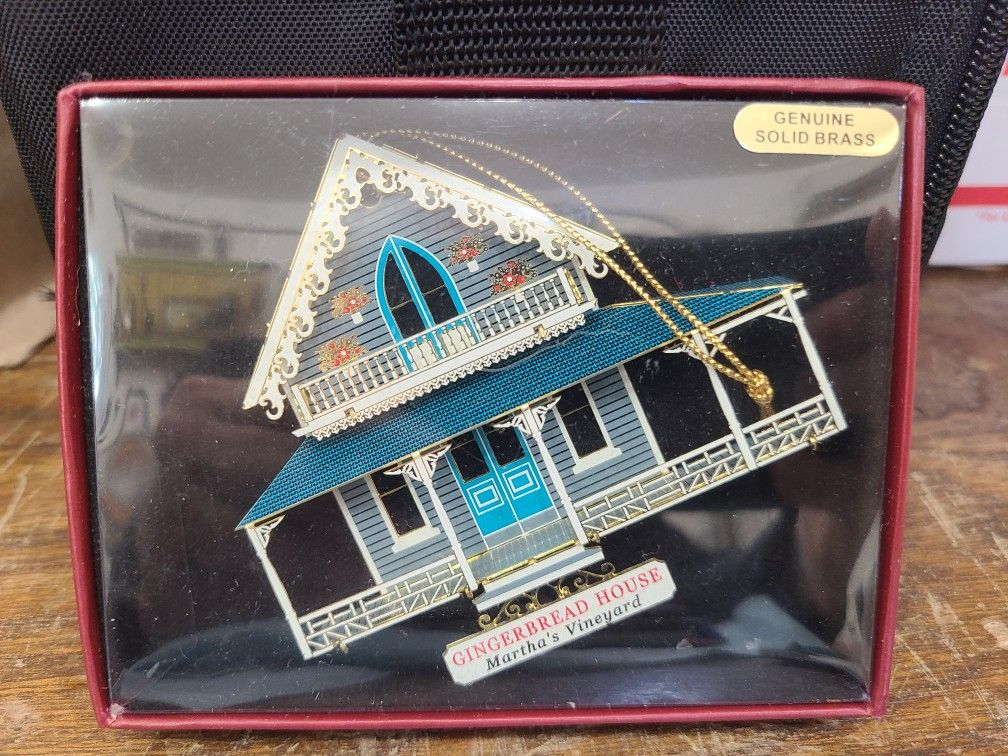 GENUINE
SOLID BRASS
GINGERBREAD HOUSE
Martha's Vineyard